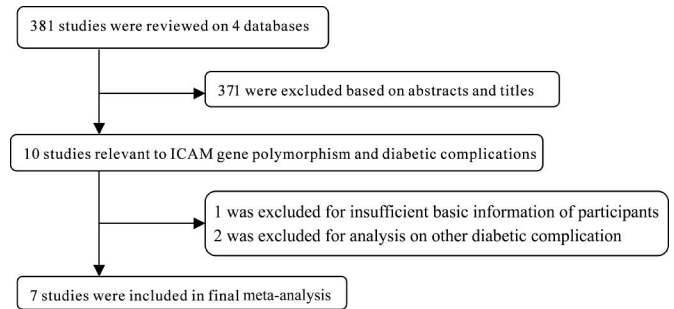 381 studies were reviewed on 4 databases
371 were excluded based on abstracts and titles
10 studies relevant to ICAM gene polymorphism and diabetic complications
1 was excluded for insufficient basic information of participants
2 was excluded for analysis on other diabetic complication
7 studies were included in final meta-analysis